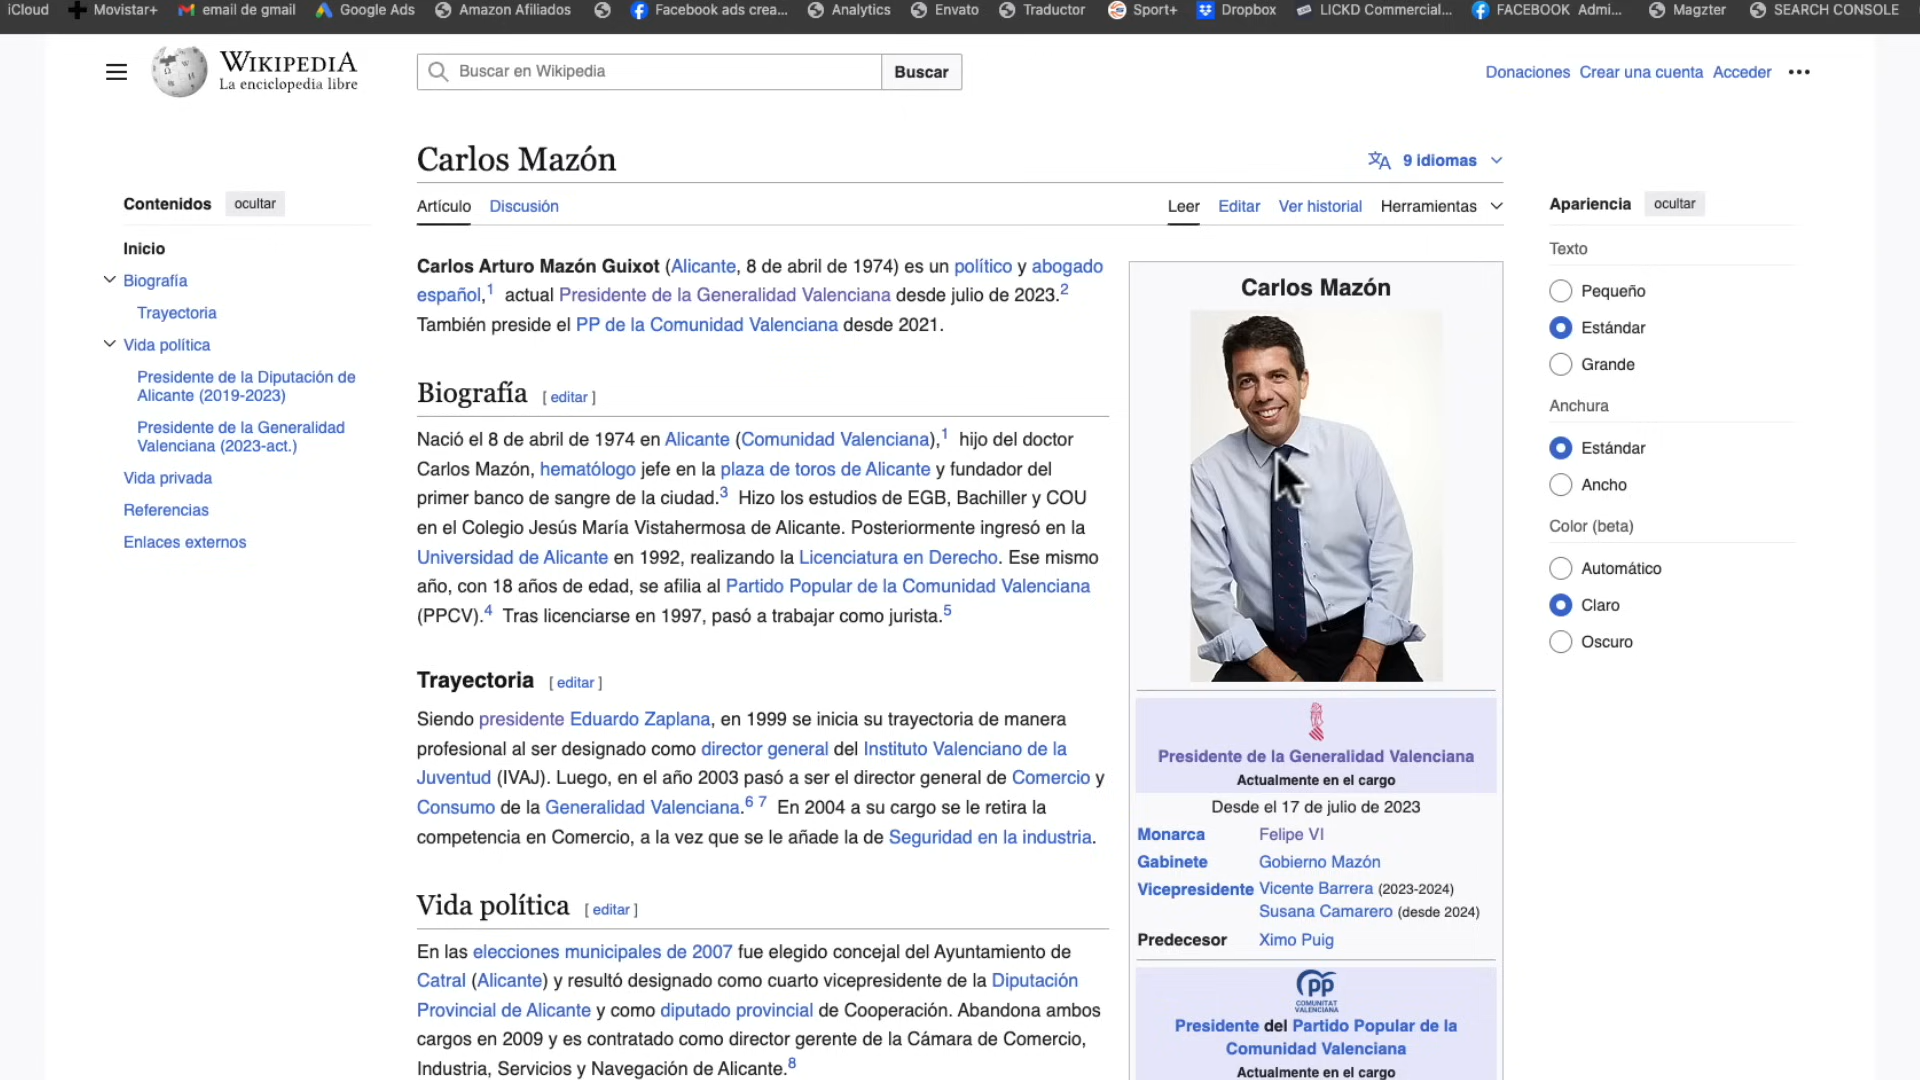 iCloud Movistar+ email de gmail Google Ads Amazon Afiliados Facebook ads crea... Analytics Envato Traductor Sport+ Dropbox LICKD Commercial... FACEBOOK Admi... Magzter SEARCH CONSOLE
WIKIPEDIA
La enciclopedia libre
Buscar en Wikipedia Buscar
Donaciones Crear una cuenta Acceder
Contenidos ocultar
Inicio
Biografía
Trayectoria
Vida política
Presidente de la Diputación de
Alicante (2019-2023)
Presidente de la Generalidad
Valenciana (2023-act.)
Vida privada
Referencias
Enlaces externos
Carlos Mazón
9 idiomas
Artículo Discusión
Leer Editar Ver historial Herramientas
Carlos Arturo Mazón Guixot (Alicante, 8 de abril de 1974) es un político y abogado
español,1 actual Presidente de la Generalidad Valenciana desde julio de 2023.2
También preside el PP de la Comunidad Valenciana desde 2021.
Biografía [ editar ]
Nació el 8 de abril de 1974 en Alicante (Comunidad Valenciana),1 hijo del doctor
Carlos Mazón, hematólogo jefe en la plaza de toros de Alicante y fundador del
primer banco de sangre de la ciudad.3 Hizo los estudios de EGB, Bachiller y COU
en el Colegio Jesús María Vistahermosa de Alicante. Posteriormente ingresó en la
Universidad de Alicante en 1992, realizando la Licenciatura en Derecho. Ese mismo
año, con 18 años de edad, se afilia al Partido Popular de la Comunidad Valenciana
(PPCV).4 Tras licenciarse en 1997, pasó a trabajar como jurista.5
Trayectoria [ editar ]
Siendo presidente Eduardo Zaplana, en 1999 se inicia su trayectoria de manera
profesional al ser designado como director general del Instituto Valenciano de la
Juventud (IVAJ). Luego, en el año 2003 pasó a ser el director general de Comercio y
Consumo de la Generalidad Valenciana.6 7 En 2004 a su cargo se le retira la
competencia en Comercio, a la vez que se le añade la de Seguridad en la industria.
Vida política [ editar ]
En las elecciones municipales de 2007 fue elegido concejal del Ayuntamiento de
Catral (Alicante) y resultó designado como cuarto vicepresidente de la Diputación
Provincial de Alicante y como diputado provincial de Cooperación. Abandona ambos
cargos en 2009 y es contratado como director gerente de la Cámara de Comercio,
Industria, Servicios y Navegación de Alicante.8
Carlos Mazón
Presidente de la Generalidad Valenciana
Actualmente en el cargo
Desde el 17 de julio de 2023
Monarca Felipe VI
Gabinete Gobierno Mazón
Vicepresidente Vicente Barrera (2023-2024)
Susana Camarero (desde 2024)
Predecesor Ximo Puig
pp
COMUNITAT
VALENCIANA
Presidente del Partido Popular de la
Comunidad Valenciana
Actualmente en el cargo
Apariencia ocultar
Texto
Pequeño
Estándar
Grande
Anchura
Estándar
Ancho
Color (beta)
Automático
Claro
Oscuro